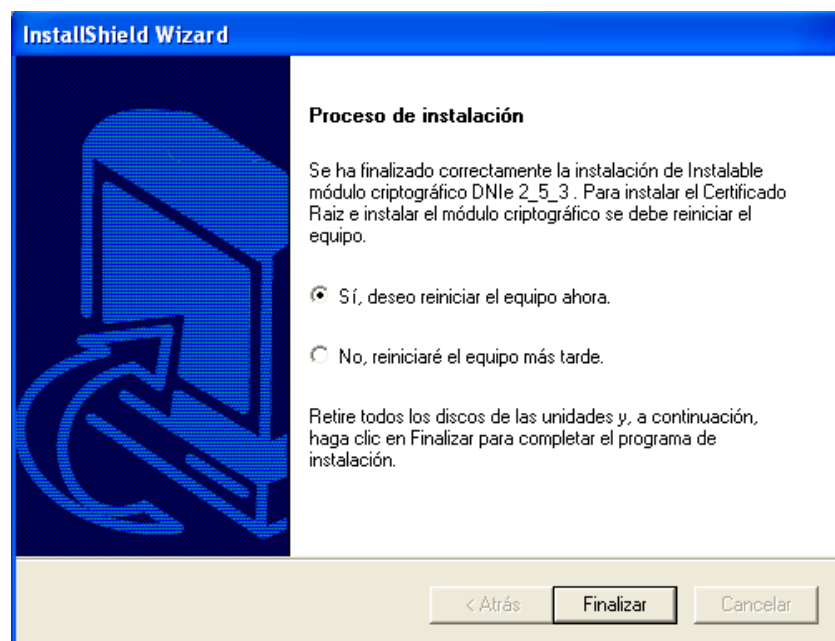 InstallShield Wizard
Proceso de instalación
Se ha finalizado correctamente la instalación de Instalable
módulo criptográfico DNIe 2_5_3 . Para instalar el Certificado
Raiz e instalar el módulo criptográfico se debe reiniciar el
equipo.
Sí, deseo reiniciar el equipo ahora.
No, reiniciaré el equipo más tarde.
Retire todos los discos de las unidades y, a continuación,
haga clic en Finalizar para completar el programa de
instalación.
< Atrás Finalizar Cancelar